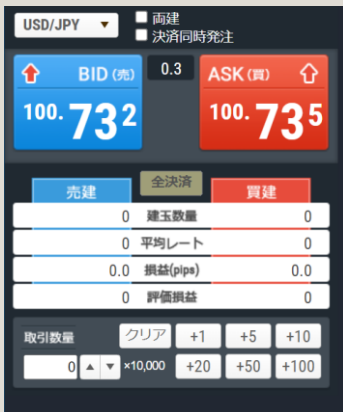 USD/JPY ▼
両建
決済同時発注
BID (売) 0.3 ASK (買)
100.732 100.735
売建 全決済 買建
0 建玉数量 0
0 平均レート 0
0.0 損益(pips) 0.0
0 評価損益 0
取引数量 クリア +1 +5 +10
0 ▲ ▼ ×10,000 +20 +50 +100